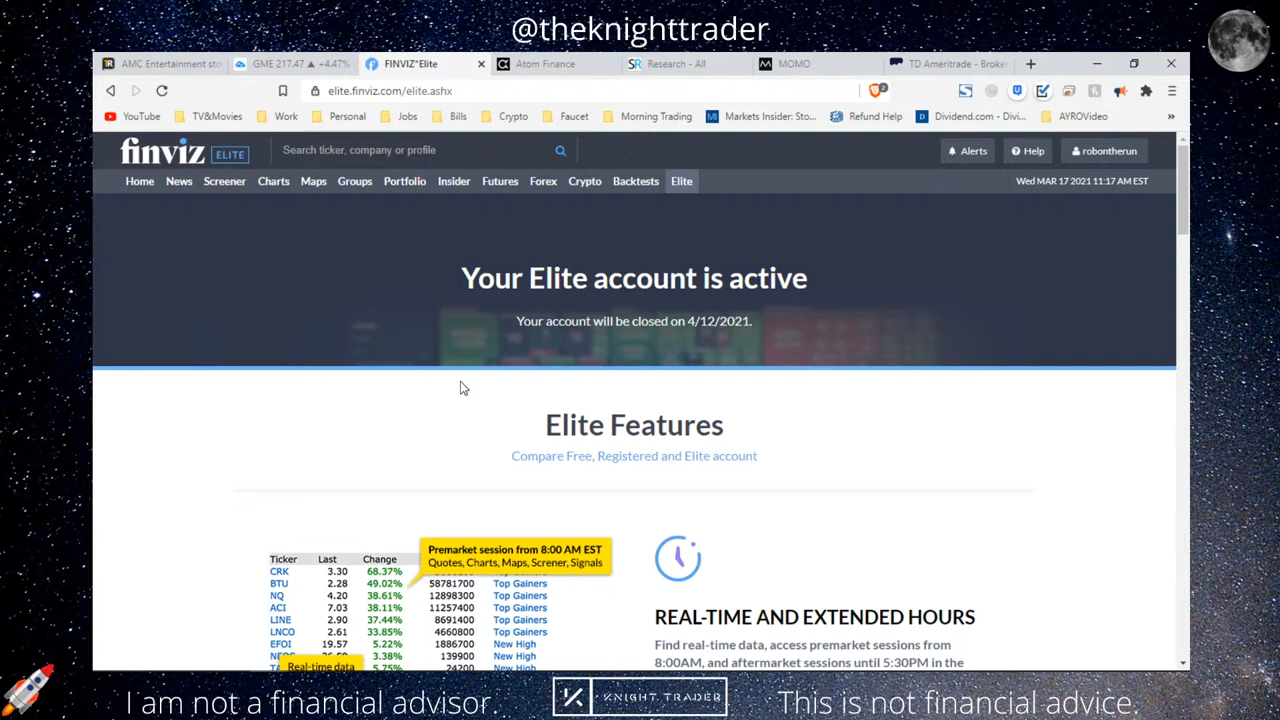 @theknighttrader
AMC Entertainment sto
GME 217.47 ▲ +4.47%
FINVIZ*Elite
Atom Finance
SR Research - All
MOMO
TD Ameritrade - Broker
elite.finviz.com/elite.ashx
2
YouTube
TV&Movies
Work
Personal
Jobs
Bills
Crypto
Faucet
Morning Trading
MI Markets Insider: Sto...
Refund Help
Dividend.com - Divi...
AYROVideo
»
finviz ELITE
Search ticker, company or profile
Alerts
Help
robontherun
Home News Screener Charts Maps Groups Portfolio Insider Futures Forex Crypto Backtests Elite
Wed MAR 17 2021 11:17 AM EST
Your Elite account is active
Your account will be closed on 4/12/2021.
Elite Features
Compare Free, Registered and Elite account
Premarket session from 8:00 AM EST
Quotes, Charts, Maps, Screner, Signals
Ticker Last Change
CRK 3.30 68.37%
BTU 2.28 49.02% 58781700 Top Gainers
NQ 4.20 38.61% 12898300 Top Gainers
ACI 7.03 38.11% 11257400 Top Gainers
LINE 2.90 37.44% 8691400 Top Gainers
LNCO 2.61 33.85% 4660800 Top Gainers
EFOI 19.57 5.22% 1886700 New High
3.38% 139900 New High
5.75% 24200 New High
Real-time data
REAL-TIME AND EXTENDED HOURS
Find real-time data, access premarket sessions from
8:00AM, and aftermarket sessions until 5:30PM in the
I am not a financial advisor.
KNIGHT TRADER
This is not financial advice.